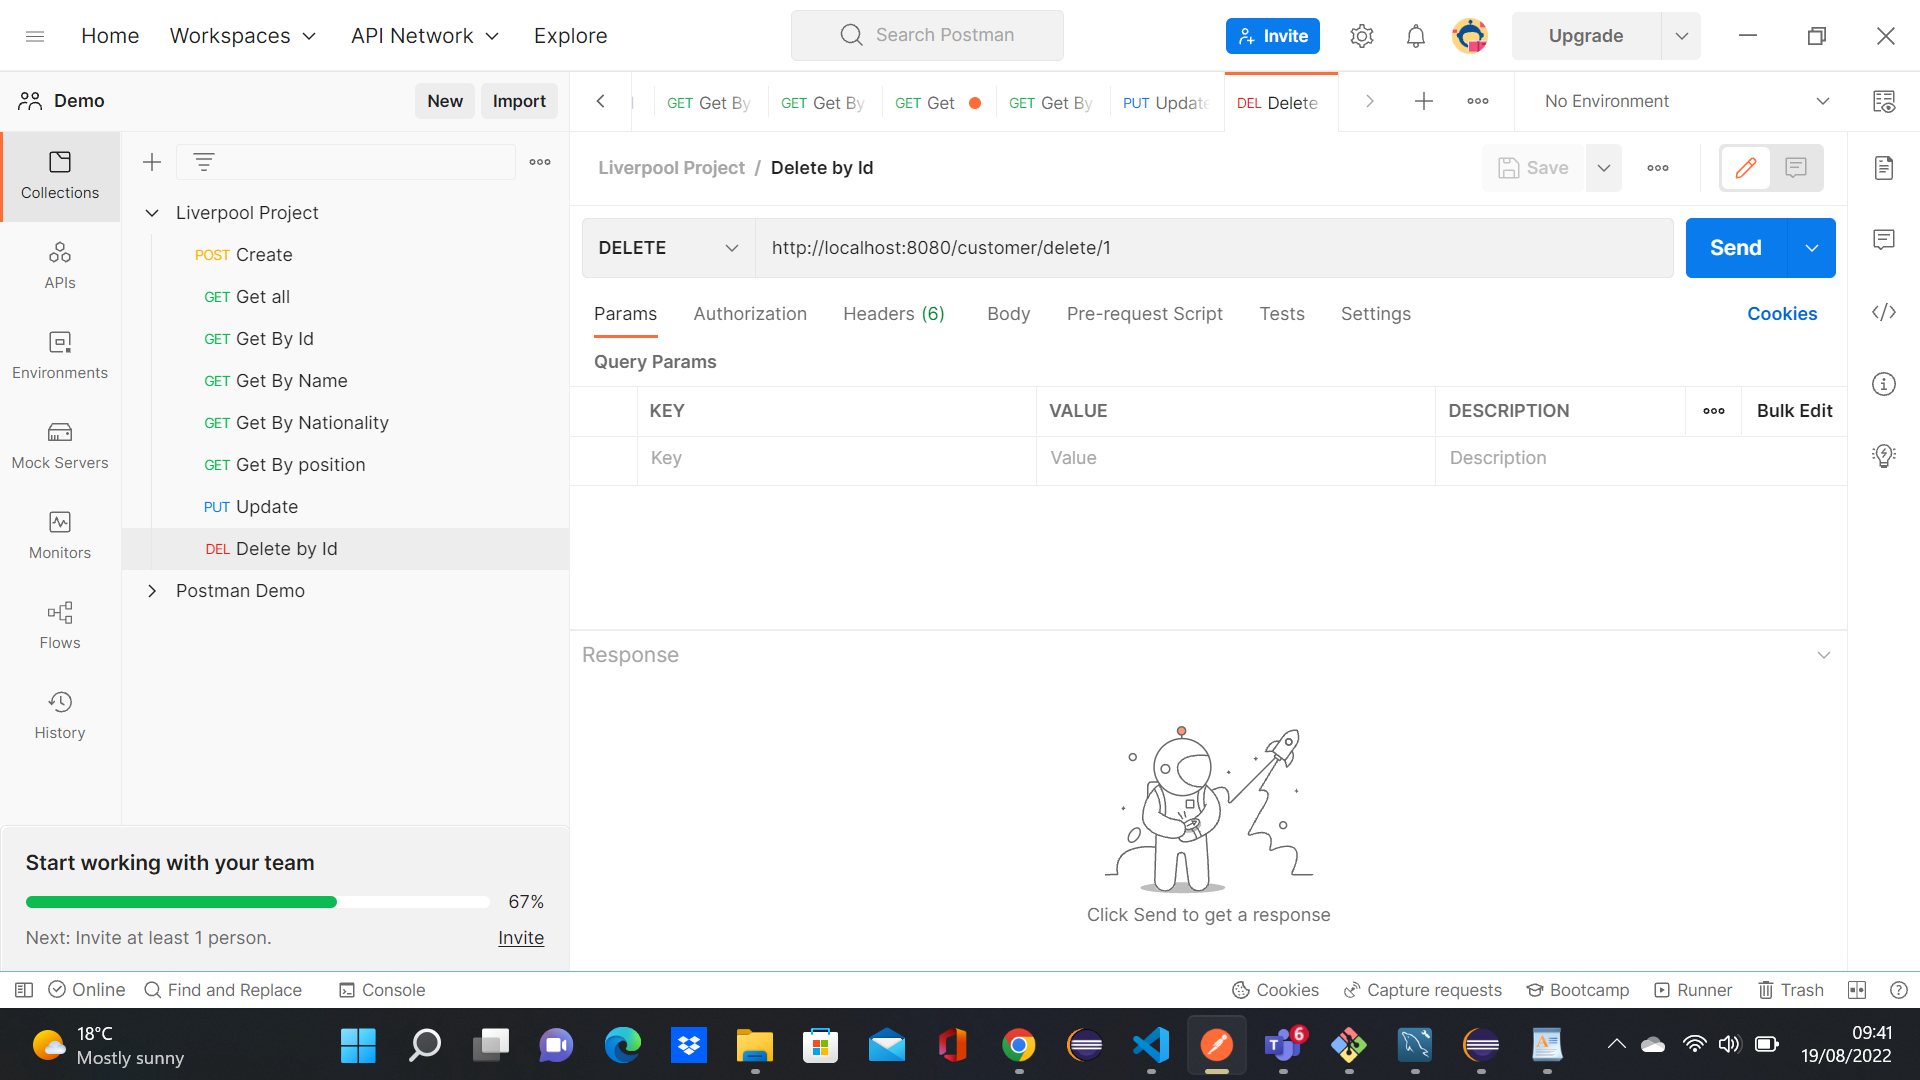 Home Workspaces API Network Explore Search Postman Invite Upgrade
Demo New Import GET Get By GET Get By GET Get GET Get By PUT Update DEL Delete No Environment
Collections
APIs
Environments
Mock Servers
Monitors
Flows
History
Liverpool Project
POST Create
GET Get all
GET Get By Id
GET Get By Name
GET Get By Nationality
GET Get By position
PUT Update
DEL Delete by Id
Postman Demo
Start working with your team
67%
Next: Invite at least 1 person. Invite
Liverpool Project / Delete by Id Save
DELETE http://localhost:8080/customer/delete/1 Send
Params Authorization Headers (6) Body Pre-request Script Tests Settings Cookies
Query Params
KEY VALUE DESCRIPTION Bulk Edit
Key Value Description
Response
Click Send to get a response
Online Find and Replace Console Cookies Capture requests Bootcamp Runner Trash
18°C
Mostly sunny
6
09:41
19/08/2022